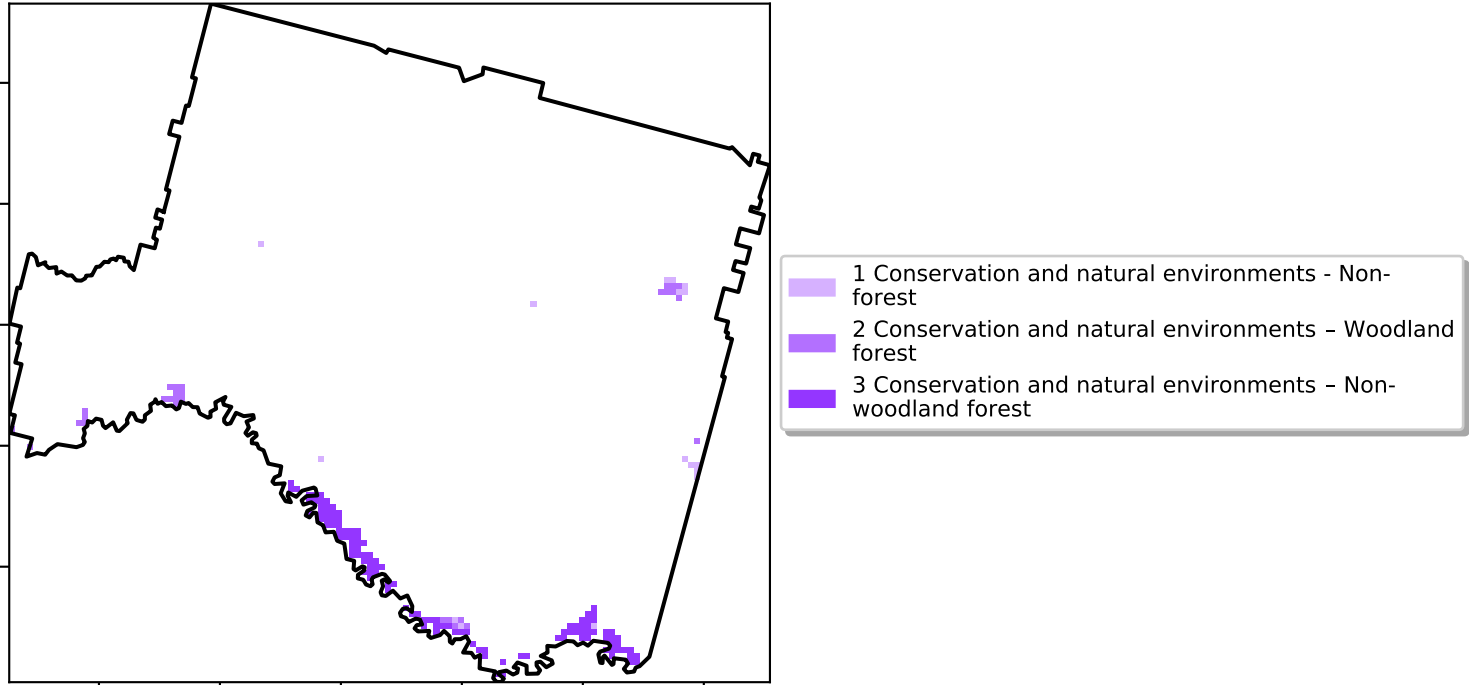 1 Conservation and natural environments - Non-
forest
2 Conservation and natural environments – Woodland
forest
3 Conservation and natural environments – Non-
woodland forest